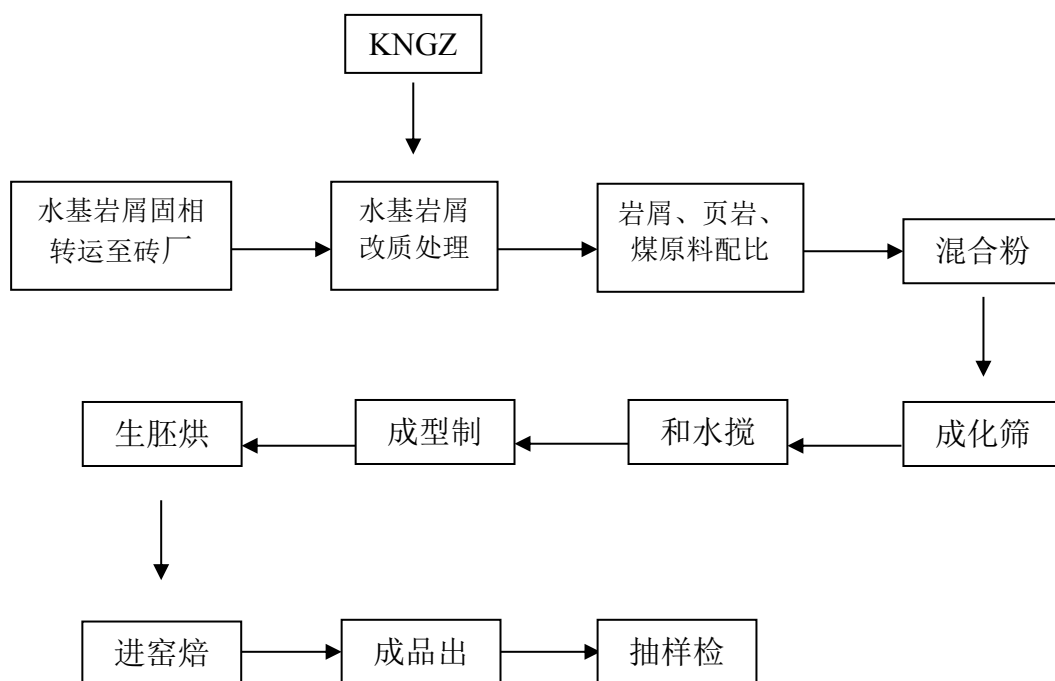 KNGZ
水基岩屑固相
转运至砖厂
水基岩屑
改质处理
岩屑、页岩、
煤原料配比
混合粉
成化筛
和水搅
成型制
生胚烘
进窑焙
成品出
抽样检